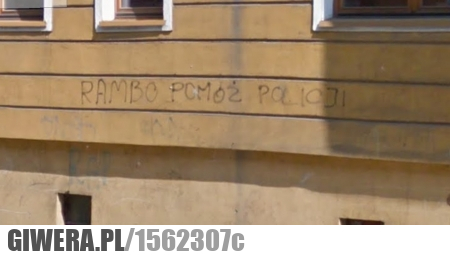 RAMBO POMÓŻ POLICJI
GIWERA.PL/1562307c